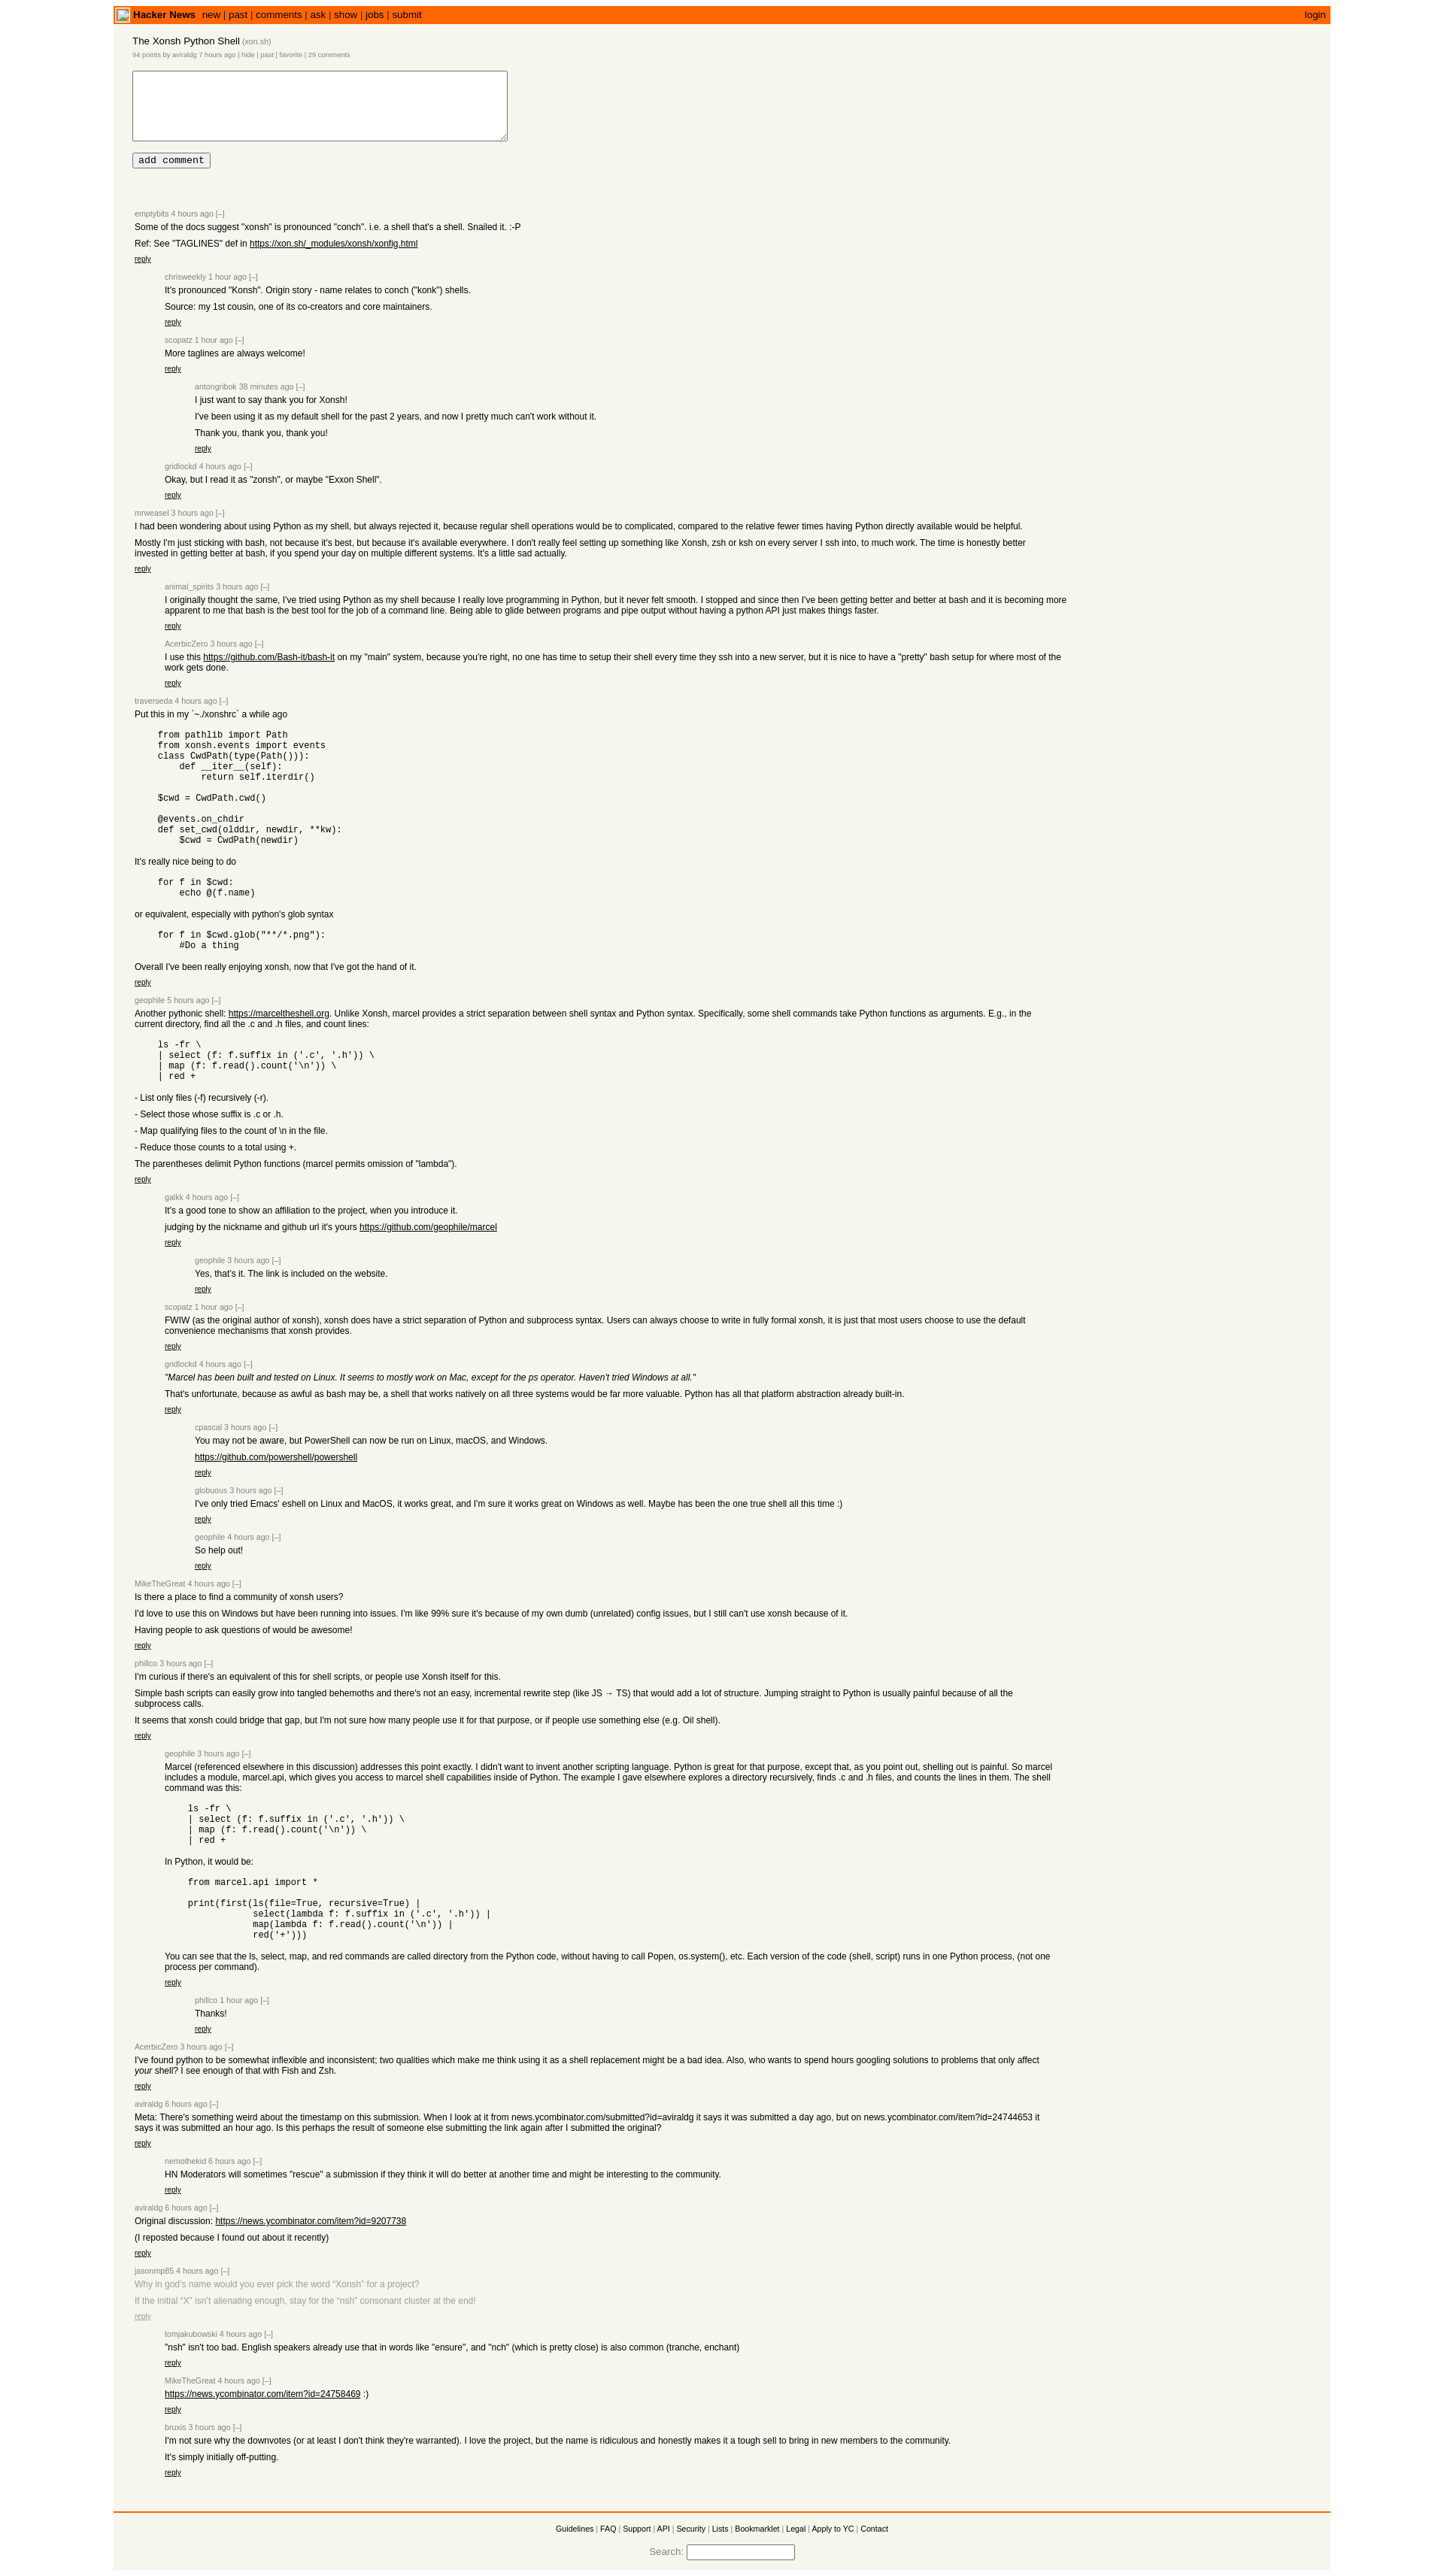 Hacker News new | past | comments | ask | show | jobs | submit login
The Xonsh Python Shell (xon.sh)
94 points by aviraldg 7 hours ago | hide | past | favorite | 29 comments
add comment
emptybits 4 hours ago [–]
Some of the docs suggest "xonsh" is pronounced "conch". i.e. a shell that's a shell. Snailed it. :-P
Ref: See "TAGLINES" def in https://xon.sh/_modules/xonsh/xonfig.html
reply
chrisweekly 1 hour ago [–]
It's pronounced "Konsh". Origin story - name relates to conch ("konk") shells.
Source: my 1st cousin, one of its co-creators and core maintainers.
reply
scopatz 1 hour ago [–]
More taglines are always welcome!
reply
antongribok 38 minutes ago [–]
I just want to say thank you for Xonsh!
I've been using it as my default shell for the past 2 years, and now I pretty much can't work without it.
Thank you, thank you, thank you!
reply
gridlockd 4 hours ago [–]
Okay, but I read it as "zonsh", or maybe "Exxon Shell".
reply
mrweasel 3 hours ago [–]
I had been wondering about using Python as my shell, but always rejected it, because regular shell operations would be to complicated, compared to the relative fewer times having Python directly available would be helpful.
Mostly I'm just sticking with bash, not because it's best, but because it's available everywhere. I don't really feel setting up something like Xonsh, zsh or ksh on every server I ssh into, to much work. The time is honestly better
invested in getting better at bash, if you spend your day on multiple different systems. It's a little sad actually.
reply
animal_spirits 3 hours ago [–]
I originally thought the same, I've tried using Python as my shell because I really love programming in Python, but it never felt smooth. I stopped and since then I've been getting better and better at bash and it is becoming more
apparent to me that bash is the best tool for the job of a command line. Being able to glide between programs and pipe output without having a python API just makes things faster.
reply
AcerbicZero 3 hours ago [–]
I use this https://github.com/Bash-it/bash-it on my "main" system, because you're right, no one has time to setup their shell every time they ssh into a new server, but it is nice to have a "pretty" bash setup for where most of the
work gets done.
reply
traverseda 4 hours ago [–]
Put this in my `~./xonshrc` a while ago
from pathlib import Path
from xonsh.events import events
class CwdPath(type(Path())):
def __iter__(self):
return self.iterdir()
$cwd = CwdPath.cwd()
@events.on_chdir
def set_cwd(olddir, newdir, **kw):
$cwd = CwdPath(newdir)
It's really nice being to do
for f in $cwd:
echo @(f.name)
or equivalent, especially with python's glob syntax
for f in $cwd.glob("**/*.png"):
#Do a thing
Overall I've been really enjoying xonsh, now that I've got the hand of it.
reply
geophile 5 hours ago [–]
Another pythonic shell: https://marceltheshell.org. Unlike Xonsh, marcel provides a strict separation between shell syntax and Python syntax. Specifically, some shell commands take Python functions as arguments. E.g., in the
current directory, find all the .c and .h files, and count lines:
ls -fr \
| select (f: f.suffix in ('.c', '.h')) \
| map (f: f.read().count('\n')) \
| red +
- List only files (-f) recursively (-r).
- Select those whose suffix is .c or .h.
- Map qualifying files to the count of \n in the file.
- Reduce those counts to a total using +.
The parentheses delimit Python functions (marcel permits omission of "lambda").
reply
galkk 4 hours ago [–]
It's a good tone to show an affiliation to the project, when you introduce it.
judging by the nickname and github url it's yours https://github.com/geophile/marcel
reply
geophile 3 hours ago [–]
Yes, that's it. The link is included on the website.
reply
scopatz 1 hour ago [–]
FWIW (as the original author of xonsh), xonsh does have a strict separation of Python and subprocess syntax. Users can always choose to write in fully formal xonsh, it is just that most users choose to use the default
convenience mechanisms that xonsh provides.
reply
gridlockd 4 hours ago [–]
"Marcel has been built and tested on Linux. It seems to mostly work on Mac, except for the ps operator. Haven't tried Windows at all."
That's unfortunate, because as awful as bash may be, a shell that works natively on all three systems would be far more valuable. Python has all that platform abstraction already built-in.
reply
cpascal 3 hours ago [–]
You may not be aware, but PowerShell can now be run on Linux, macOS, and Windows.
https://github.com/powershell/powershell
reply
globuous 3 hours ago [–]
I've only tried Emacs' eshell on Linux and MacOS, it works great, and I'm sure it works great on Windows as well. Maybe has been the one true shell all this time :)
reply
geophile 4 hours ago [–]
So help out!
reply
MikeTheGreat 4 hours ago [–]
Is there a place to find a community of xonsh users?
I'd love to use this on Windows but have been running into issues. I'm like 99% sure it's because of my own dumb (unrelated) config issues, but I still can't use xonsh because of it.
Having people to ask questions of would be awesome!
reply
phillco 3 hours ago [–]
I'm curious if there's an equivalent of this for shell scripts, or people use Xonsh itself for this.
Simple bash scripts can easily grow into tangled behemoths and there's not an easy, incremental rewrite step (like JS → TS) that would add a lot of structure. Jumping straight to Python is usually painful because of all the
subprocess calls.
It seems that xonsh could bridge that gap, but I'm not sure how many people use it for that purpose, or if people use something else (e.g. Oil shell).
reply
geophile 3 hours ago [–]
Marcel (referenced elsewhere in this discussion) addresses this point exactly. I didn't want to invent another scripting language. Python is great for that purpose, except that, as you point out, shelling out is painful. So marcel
includes a module, marcel.api, which gives you access to marcel shell capabilities inside of Python. The example I gave elsewhere explores a directory recursively, finds .c and .h files, and counts the lines in them. The shell
command was this:
ls -fr \
| select (f: f.suffix in ('.c', '.h')) \
| map (f: f.read().count('\n')) \
| red +
In Python, it would be:
from marcel.api import *
print(first(ls(file=True, recursive=True) |
select(lambda f: f.suffix in ('.c', '.h')) |
map(lambda f: f.read().count('\n')) |
red('+')))
You can see that the ls, select, map, and red commands are called directory from the Python code, without having to call Popen, os.system(), etc. Each version of the code (shell, script) runs in one Python process, (not one
process per command).
reply
phillco 1 hour ago [–]
Thanks!
reply
AcerbicZero 3 hours ago [–]
I've found python to be somewhat inflexible and inconsistent; two qualities which make me think using it as a shell replacement might be a bad idea. Also, who wants to spend hours googling solutions to problems that only affect
your shell? I see enough of that with Fish and Zsh.
reply
aviraldg 6 hours ago [–]
Meta: There's something weird about the timestamp on this submission. When I look at it from news.ycombinator.com/submitted?id=aviraldg it says it was submitted a day ago, but on news.ycombinator.com/item?id=24744653 it
says it was submitted an hour ago. Is this perhaps the result of someone else submitting the link again after I submitted the original?
reply
nemothekid 6 hours ago [–]
HN Moderators will sometimes "rescue" a submission if they think it will do better at another time and might be interesting to the community.
reply
aviraldg 6 hours ago [–]
Original discussion: https://news.ycombinator.com/item?id=9207738
(I reposted because I found out about it recently)
reply
jasonmp85 4 hours ago [–]
Why in god's name would you ever pick the word “Xonsh” for a project?
If the initial “X” isn't alienating enough, stay for the “nsh” consonant cluster at the end!
reply
tomjakubowski 4 hours ago [–]
"nsh" isn't too bad. English speakers already use that in words like "ensure", and "nch" (which is pretty close) is also common (tranche, enchant)
reply
MikeTheGreat 4 hours ago [–]
https://news.ycombinator.com/item?id=24758469 :)
reply
bruxis 3 hours ago [–]
I'm not sure why the downvotes (or at least I don't think they're warranted). I love the project, but the name is ridiculous and honestly makes it a tough sell to bring in new members to the community.
It's simply initially off-putting.
reply
Guidelines | FAQ | Support | API | Security | Lists | Bookmarklet | Legal | Apply to YC | Contact
Search: